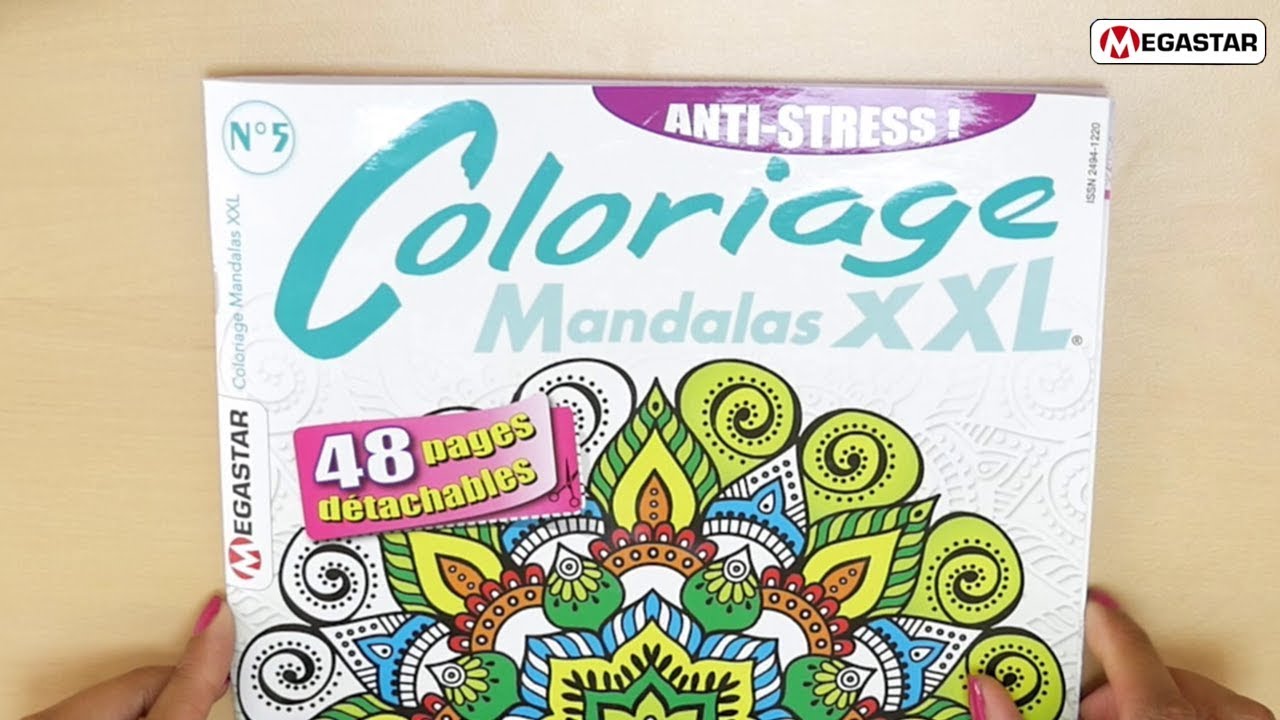 MEGASTAR
ANTI-STRESS !
N°5
Coloriage
Mandalas XXL®
ISSN 2494-1220
Coloriage Mandalas XXL
MEGASTAR
48 pages
détachables